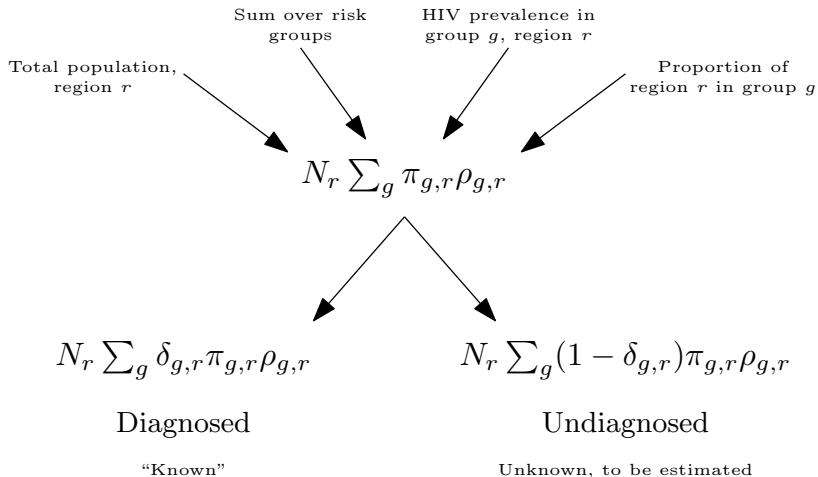 Sum over risk
groups
HIV prevalence in
group g, region r
Total population,
region r
Proportion of
region r in group g
N_r ∑_g π_{g,r}ρ_{g,r}
N_r ∑_g δ_{g,r}π_{g,r}ρ_{g,r}
N_r ∑_g(1 − δ_{g,r})π_{g,r}ρ_{g,r}
Diagnosed
Undiagnosed
“Known”
Unknown, to be estimated